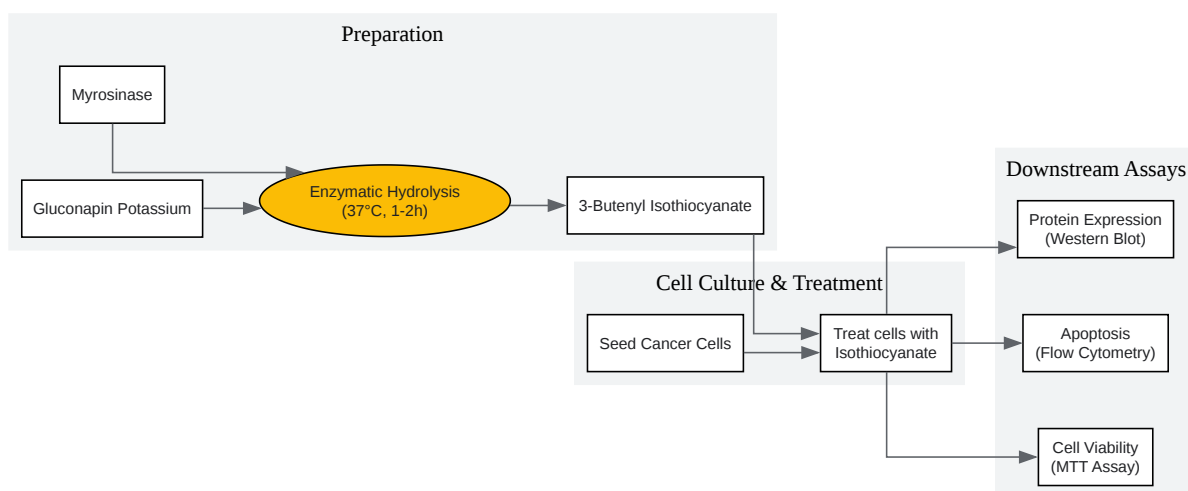 Preparation
Myrosinase
Gluconapin Potassium
Enzymatic Hydrolysis
(37°C, 1-2h)
3-Butenyl Isothiocyanate
Cell Culture & Treatment
Seed Cancer Cells
Treat cells with
Isothiocyanate
Downstream Assays
Protein Expression
(Western Blot)
Apoptosis
(Flow Cytometry)
Cell Viability
(MTT Assay)